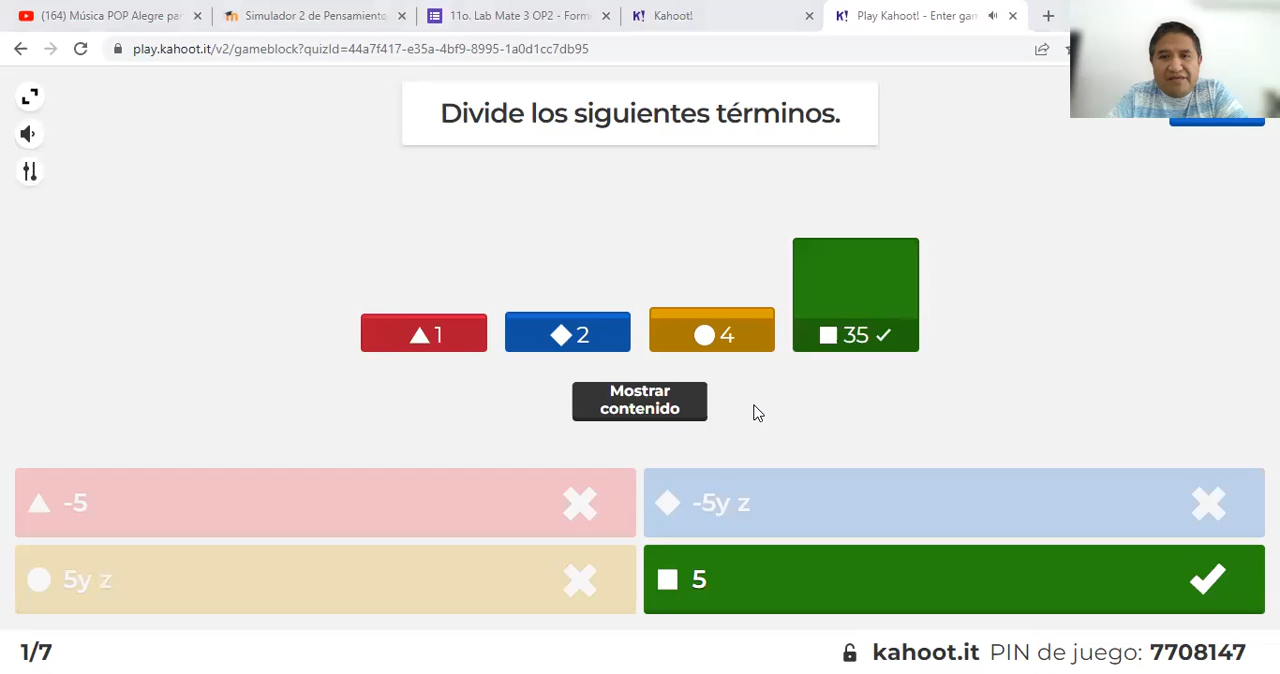 (164) Música POP Alegre par
Simulador 2 de Pensamiento
11o. Lab Mate 3 OP2 - Form
K! Kahoot!
K! Play Kahoot! - Enter gam
play.kahoot.it/v2/gameblock?quizId=44a7f417-e35a-4bf9-8995-1a0d1cc7db95
Divide los siguientes términos.
1
2
4
35
Mostrar
contenido
-5
-5y z
5y z
5
1/7
kahoot.it PIN de juego: 7708147